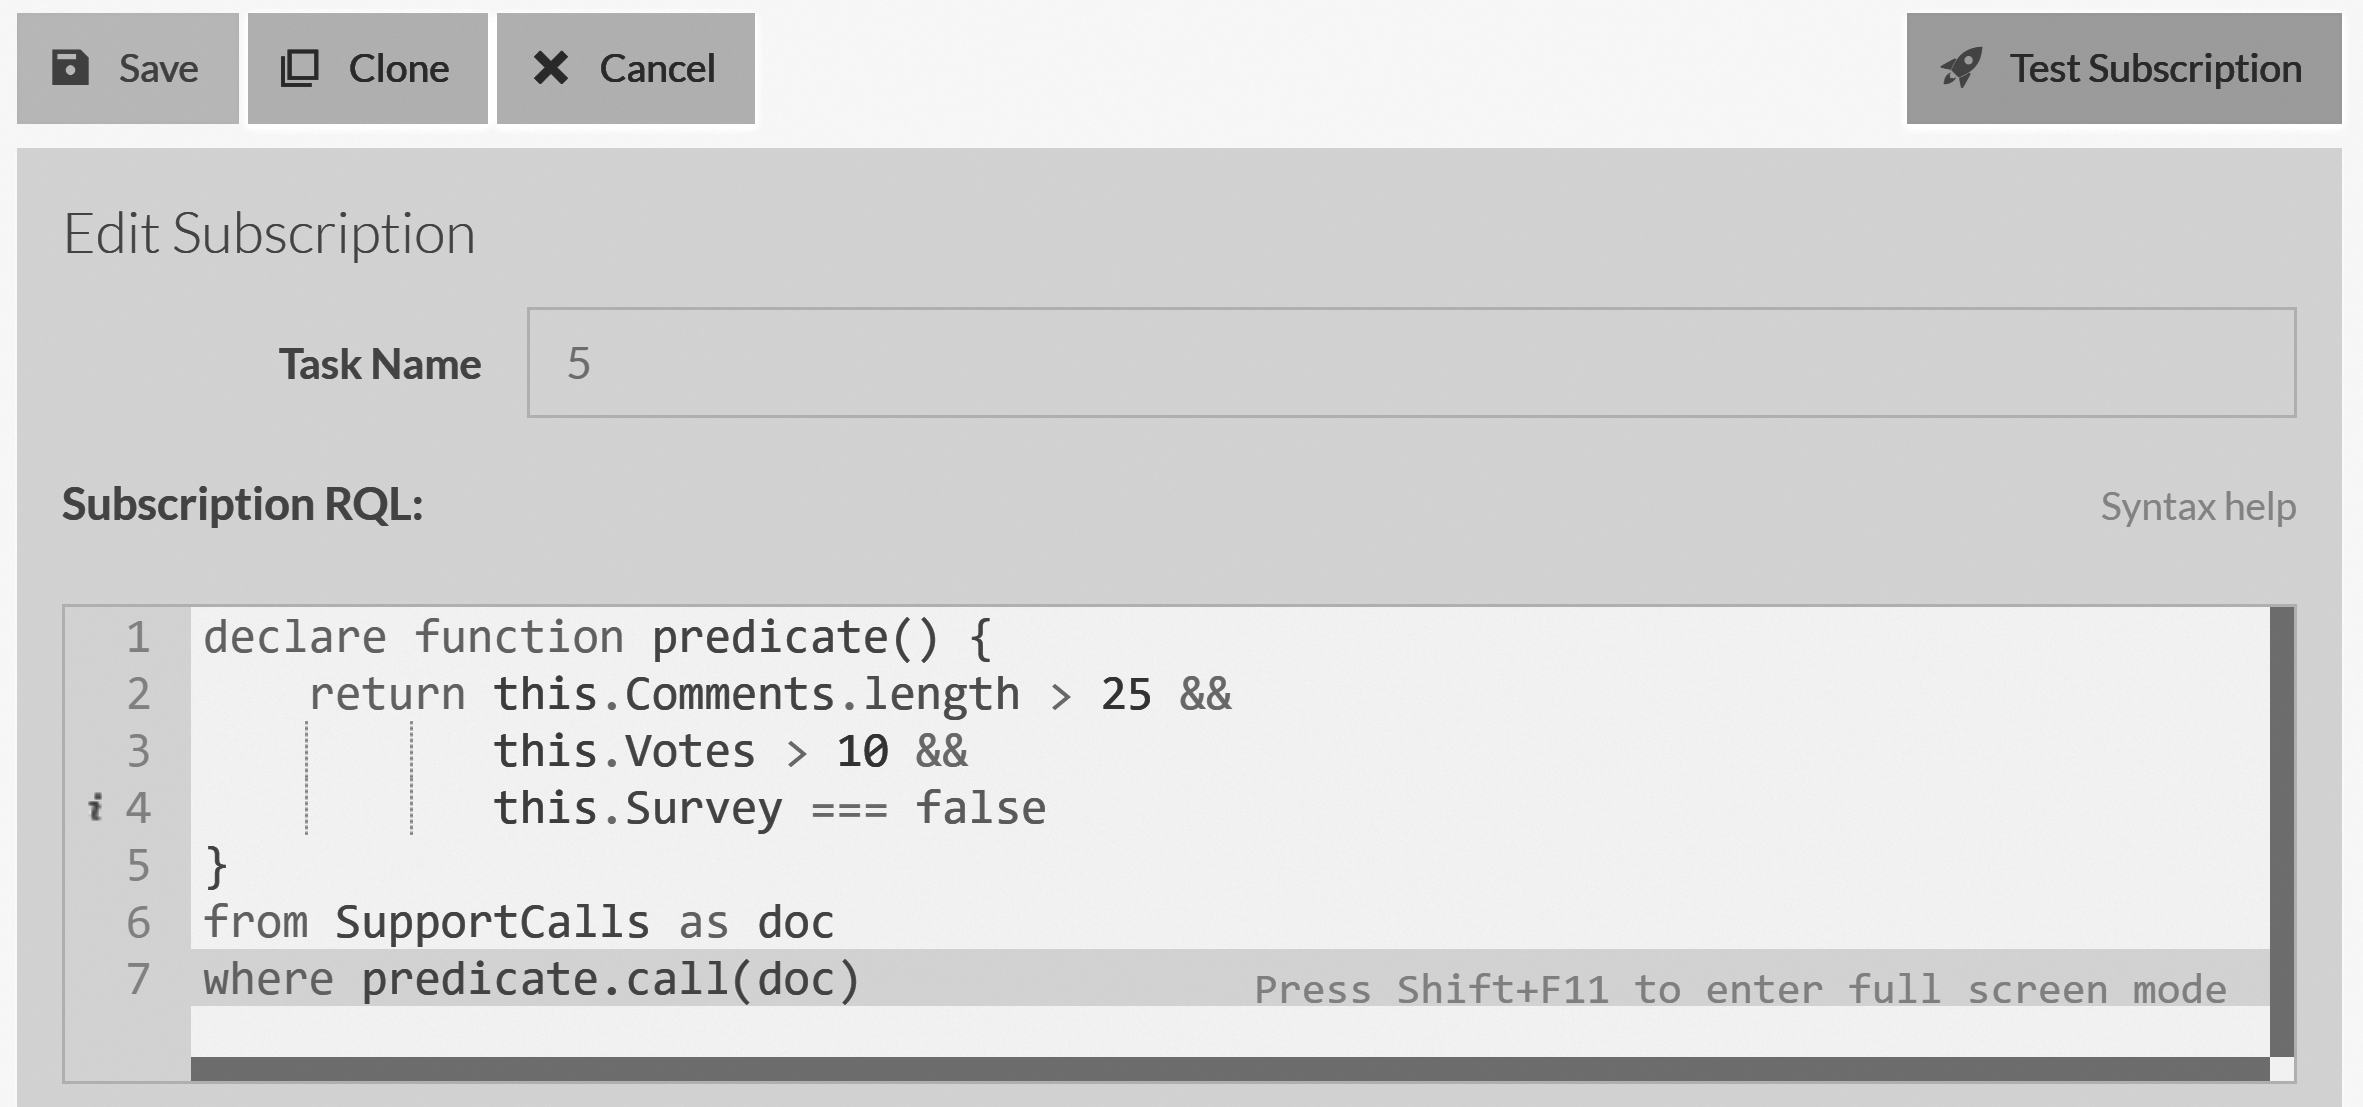 Save Clone Cancel Test Subscription
Edit Subscription
Task Name 5
Subscription RQL: Syntax help
1 declare function predicate() {
2     return this.Comments.length > 25 &&
3            this.Votes > 10 &&
i 4            this.Survey === false
5 }
6 from SupportCalls as doc
7 where predicate.call(doc) Press Shift+F11 to enter full screen mode